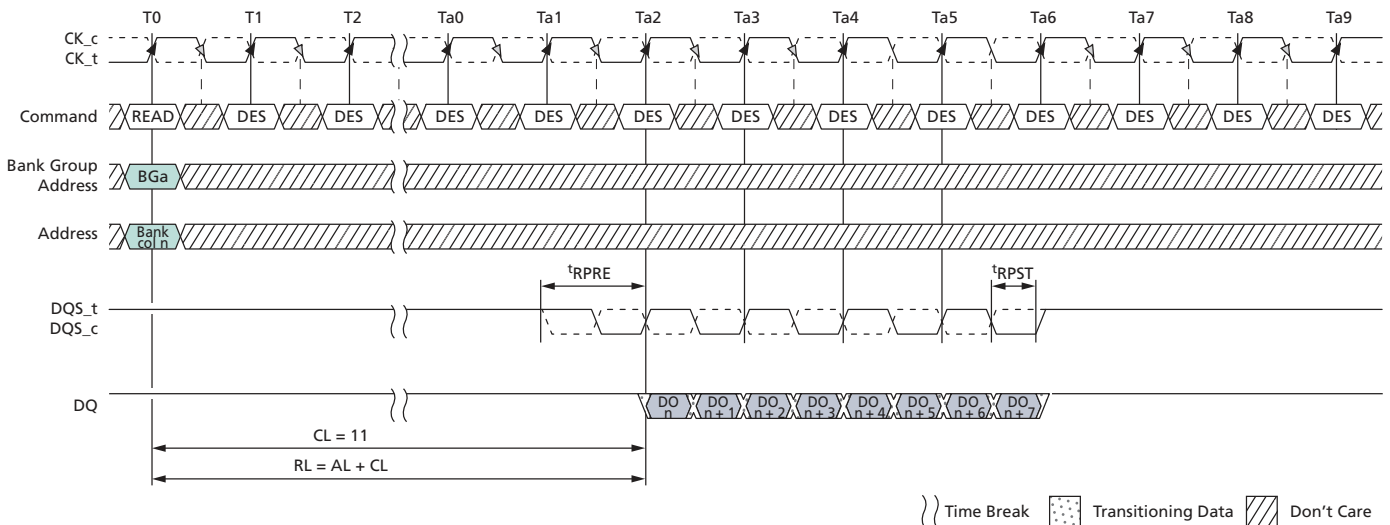 T0 T1 T2 Ta0 Ta1 Ta2 Ta3 Ta4 Ta5 Ta6 Ta7 Ta8 Ta9
CK_c
CK_t
Command READ DES DES DES DES DES DES DES DES DES DES DES DES
Bank Group
Address
BGa
Address
Bank
col n
tRPRE tRPST
DQS_t
DQS_c
DQ
DO DO DO DO DO DO DO DO
n n + 1 n + 2 n + 3 n + 4 n + 5 n + 6 n + 7
CL = 11
RL = AL + CL
Time Break Transitioning Data Don't Care